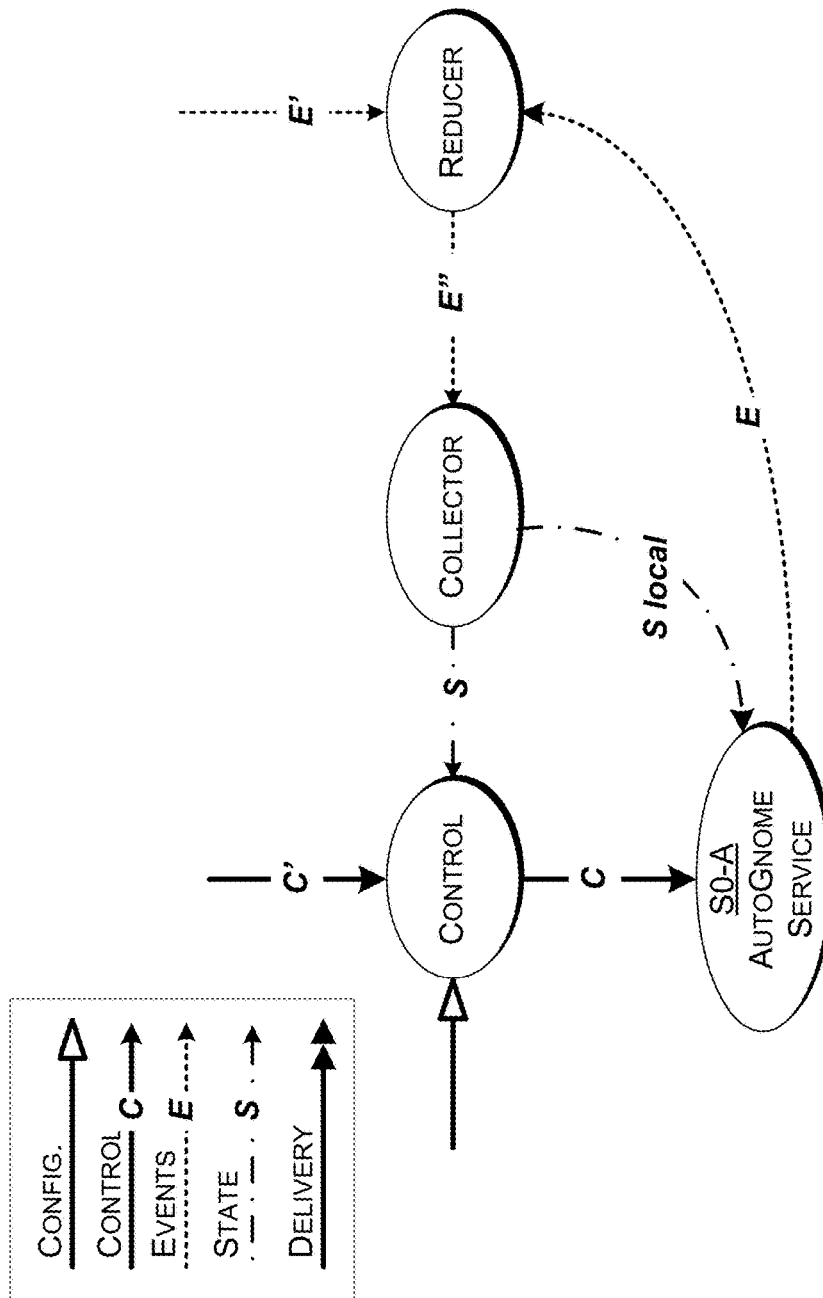 CONFIG.
CONTROL
C
EVENTS
E
STATE
S
DELIVERY
C'
CONTROL
C
S0-A
AUTOGNOME
SERVICE
S
COLLECTOR
S local
E''
E'
REDUCER
E